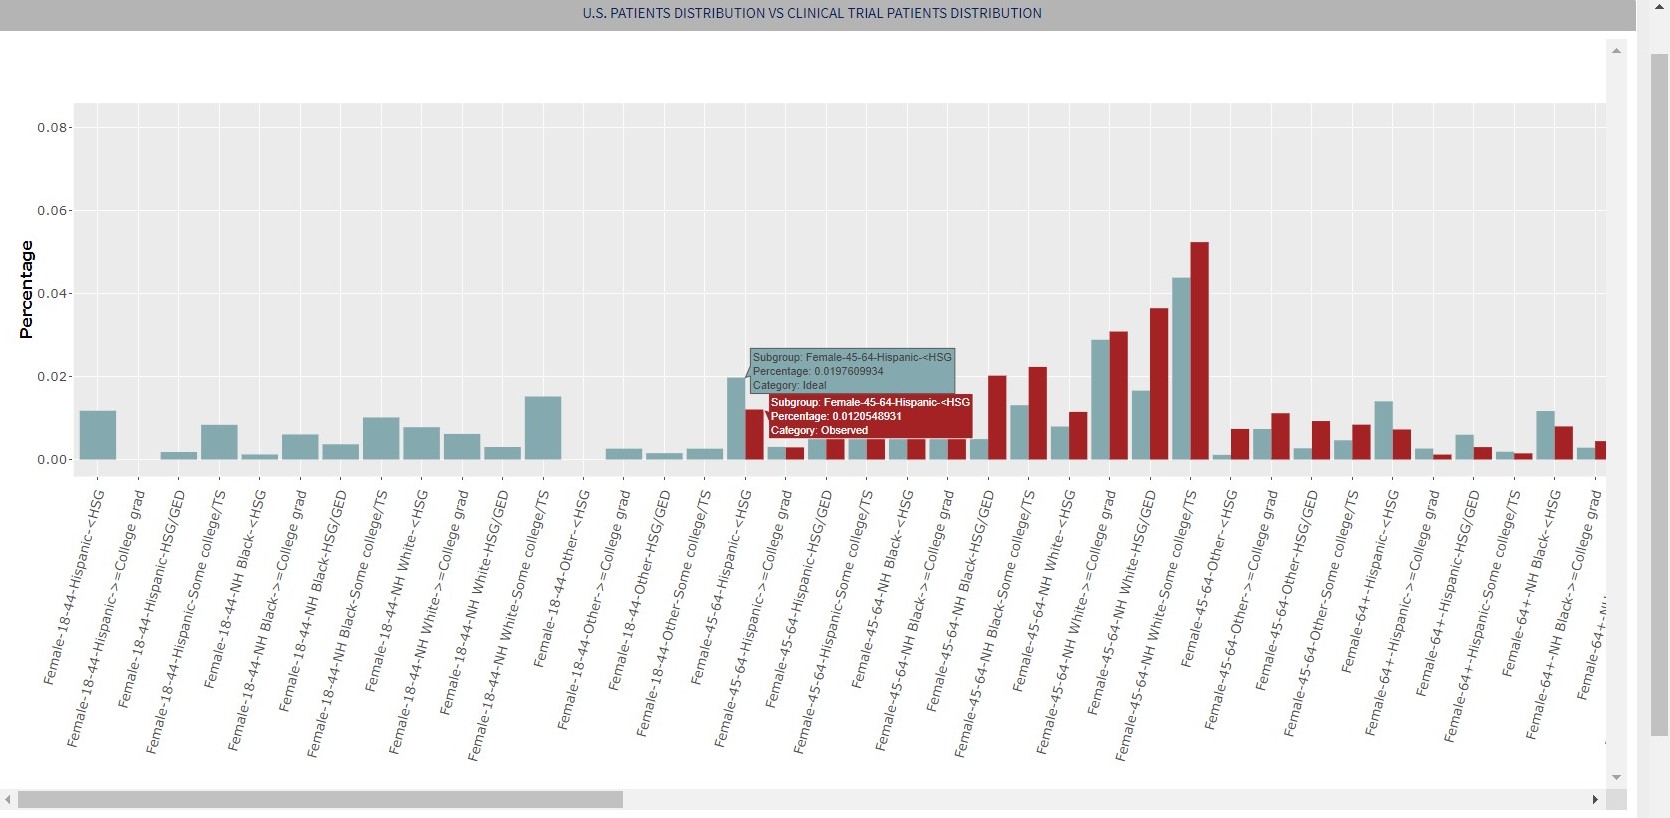 U.S. PATIENTS DISTRIBUTION VS CLINICAL TRIAL PATIENTS DISTRIBUTION
Percentage
0.08
0.06
0.04
0.02
0.00
Subgroup: Female-45-64-Hispanic-<HSG
Percentage: 0.0197609934
Category: Ideal
Subgroup: Female-45-64-Hispanic-<HSG
Percentage: 0.0120548931
Category: Observed
Female-18-44-Hispanic-<HSG
Female-18-44-Hispanic->=College grad
Female-18-44-Hispanic-HSG/GED
Female-18-44-Hispanic-Some college/TS
Female-18-44-NH Black-<HSG
Female-18-44-NH Black->=College grad
Female-18-44-NH Black-HSG/GED
Female-18-44-NH Black-Some college/TS
Female-18-44-NH White-<HSG
Female-18-44-NH White->=College grad
Female-18-44-NH White-HSG/GED
Female-18-44-NH White-Some college/TS
Female-18-44-Other-<HSG
Female-18-44-Other->=College grad
Female-18-44-Other-HSG/GED
Female-18-44-Other-Some college/TS
Female-45-64-Hispanic-<HSG
Female-45-64-Hispanic->=College grad
Female-45-64-Hispanic-HSG/GED
Female-45-64-Hispanic-Some college/TS
Female-45-64-NH Black-<HSG
Female-45-64-NH Black->=College grad
Female-45-64-NH Black-HSG/GED
Female-45-64-NH Black-Some college/TS
Female-45-64-NH White-<HSG
Female-45-64-NH White->=College grad
Female-45-64-NH White-HSG/GED
Female-45-64-NH White-Some college/TS
Female-45-64-Other-<HSG
Female-45-64-Other->=College grad
Female-45-64-Other-HSG/GED
Female-45-64-Other-Some college/TS
Female-64+-Hispanic-<HSG
Female-64+-Hispanic->=College grad
Female-64+-Hispanic-HSG/GED
Female-64+-Hispanic-Some college/TS
Female-64+-NH Black-<HSG
Female-64+-NH Black->=College grad
Female-64+-